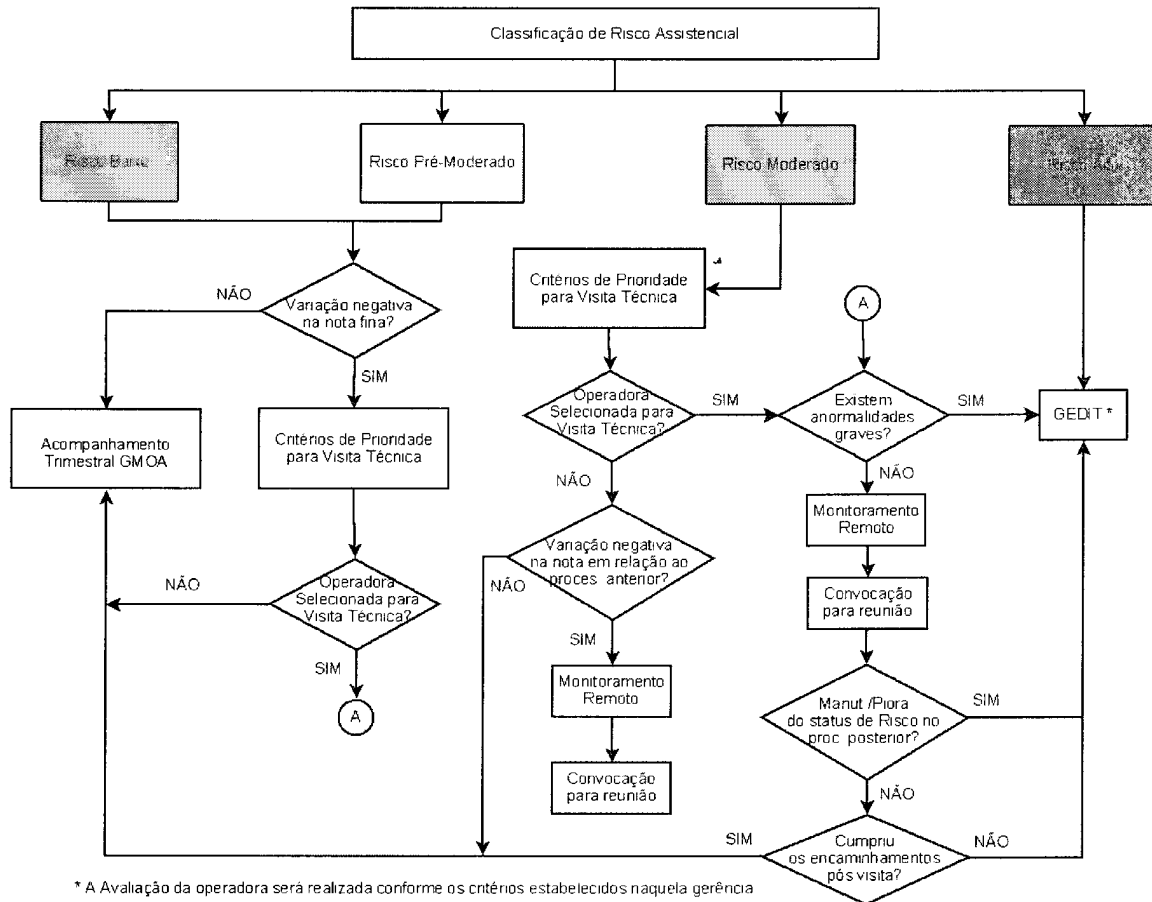 Classificação de Risco Assistencial
Risco Baixo
Risco Pré-Moderado
Risco Moderado
Risco Alto
Variação negativa
na nota fina?
NÃO
SIM
Acompanhamento
Trimestral GMOA
Critérios de Prioridade
para Visita Técnica
Operadora
Selecionada para
Visita Técnica?
NÃO
SIM
A
Critérios de Prioridade
para Visita Técnica
Operadora
Selecionada para
Visita Técnica?
SIM
NÃO
Variação negativa
na nota em relação ao
proces anterior?
NÃO
SIM
Monitoramento
Remoto
Convocação
para reunião
A
Existem
anormalidades
graves?
SIM
GEDIT *
NÃO
Monitoramento
Remoto
Convocação
para reunião
Manut /Piora
do status de Risco no
proc posterior?
SIM
NÃO
Cumpriu
os encaminhamentos
pós visita?
SIM
NÃO
* A Avaliação da operadora será realizada conforme os critérios estabelecidos naquela gerência